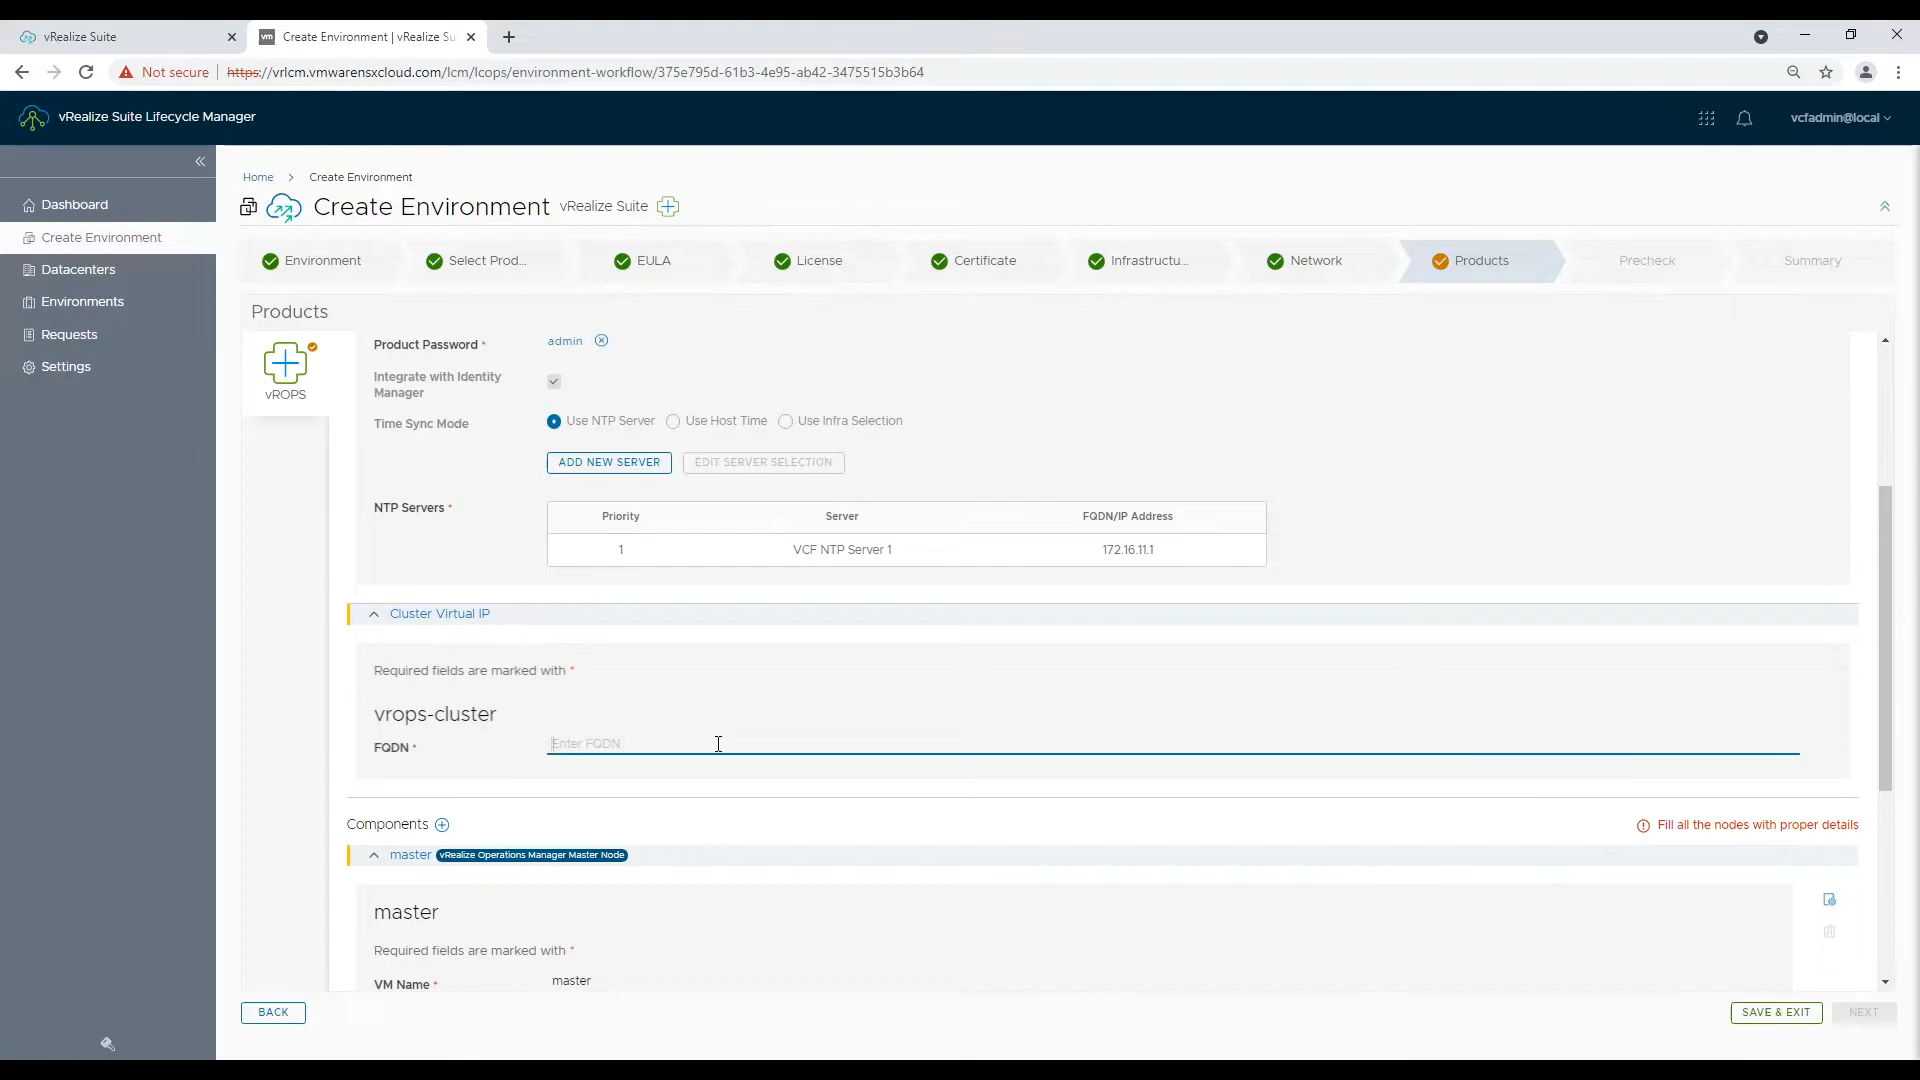 vRealize Suite
Create Environment | vRealize Su
Not secure https://vrlcm.vmwarensxcloud.com/lcm/lcops/environment-workflow/375e795d-61b3-4e95-ab42-3475515b3b64
vRealize Suite Lifecycle Manager
vcfadmin@local
Dashboard
Create Environment
Datacenters
Environments
Requests
Settings
Home > Create Environment
Create Environment vRealize Suite
Environment
Select Prod...
EULA
License
Certificate
Infrastructu...
Network
Products
Precheck
Summary
Products
vROPS
Product Password * admin
Integrate with Identity
Manager
Time Sync Mode Use NTP Server Use Host Time Use Infra Selection
ADD NEW SERVER EDIT SERVER SELECTION
NTP Servers *
Priority Server FQDN/IP Address
1 VCF NTP Server 1 172.16.11.1
Cluster Virtual IP
Required fields are marked with *
vrops-cluster
FQDN * Enter FQDN
Components
Fill all the nodes with proper details
master vRealize Operations Manager Master Node
master
Required fields are marked with *
VM Name * master
BACK
SAVE & EXIT
NEXT